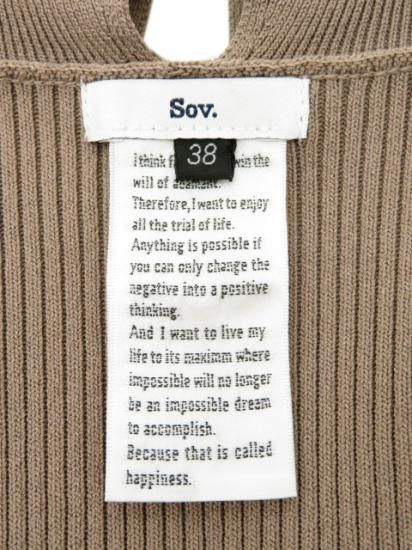 Sov.
38
I think win the
will of adamant.
Therefore, I want to enjoy
all the trial of life.
Anything is possible if
you can only change the
negative into a positive
thinking.
And I want to live my
life to its maximm where
impossible will no longer
be an impossible dream
to accomplish.
Because that is called
happiness.